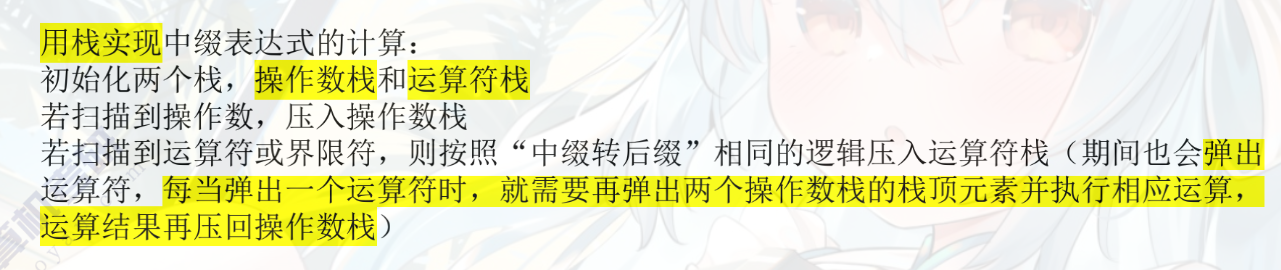 用栈实现中缀表达式的计算：
初始化两个栈，操作数栈和运算符栈
若扫描到操作数，压入操作数栈
若扫描到运算符或界限符，则按照“中缀转后缀”相同的逻辑压入运算符栈（期间也会弹出
运算符，每当弹出一个运算符时，就需要再弹出两个操作数栈的栈顶元素并执行相应运算，
运算结果再压回操作数栈）